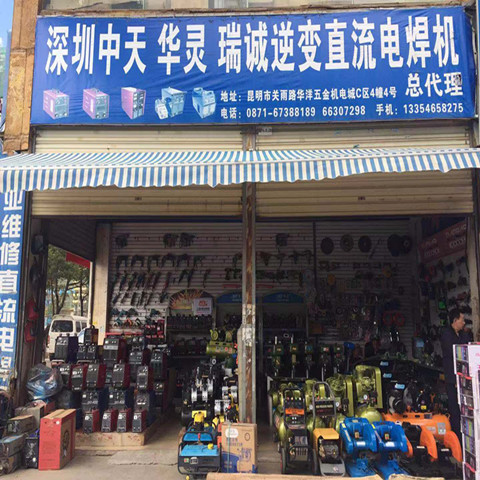 深圳中天 华灵 瑞诚逆变直流电焊机
地址：昆明市关雨路华洋五金机电城C区4幢4号
电话：0871-67388189 66307298 手机：13354658275
总代理
业维修直流电